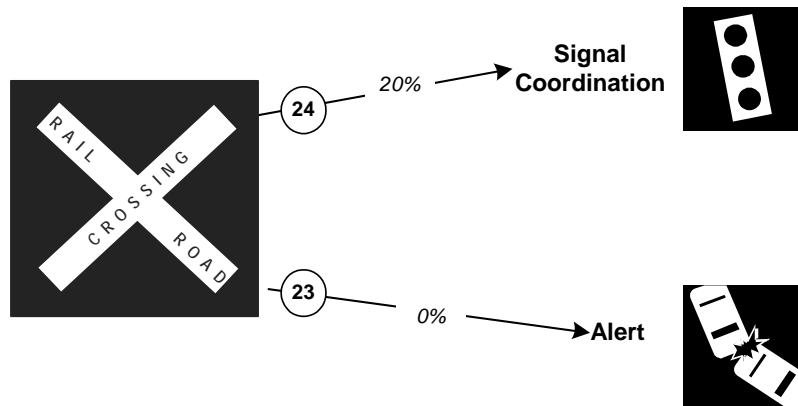 RAIL
ROAD
CROSSING
24
20%
Signal
Coordination
23
0%
Alert